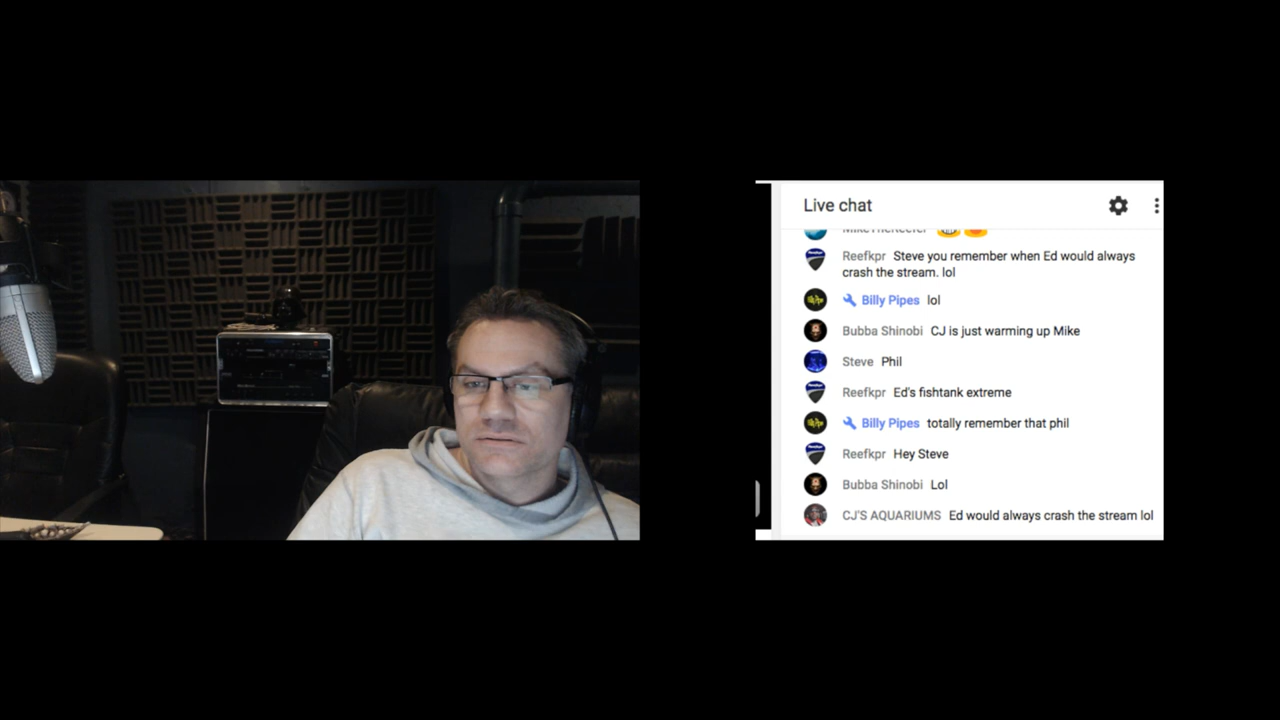 Live chat
Reefkpr Steve you remember when Ed would always
crash the stream. lol
Billy Pipes lol
Bubba Shinobi CJ is just warming up Mike
Steve Phil
Reefkpr Ed's fishtank extreme
Billy Pipes totally remember that phil
Reefkpr Hey Steve
Bubba Shinobi Lol
CJ'S AQUARIUMS Ed would always crash the stream lol